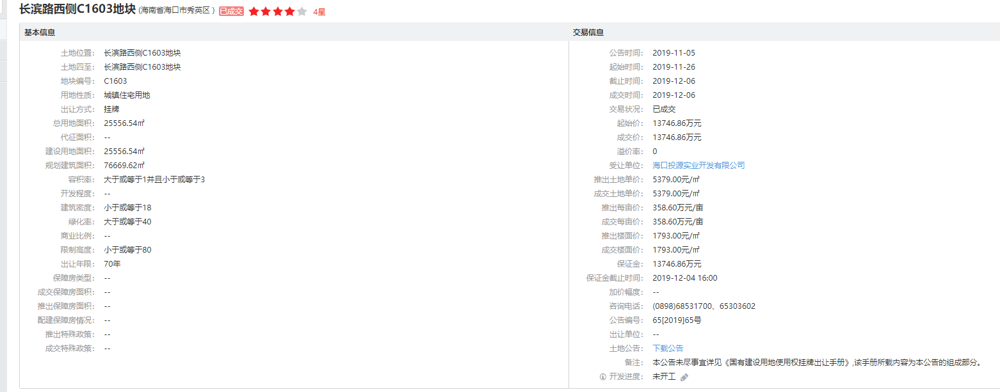 长滨路西侧C1603地块 (海南省海口市秀英区 ) 已成交 4星
基本信息
土地位置: 长滨路西侧C1603地块
土地四至: 长滨路西侧C1603地块
地块编号: C1603
用地性质: 城镇住宅用地
出让方式: 挂牌
总用地面积: 25556.54㎡
代征面积: --
建设用地面积: 25556.54㎡
规划建筑面积: 76669.62㎡
容积率: 大于或等于1并且小于或等于3
开发程度: --
建筑密度: 小于或等于18
绿化率: 大于或等于40
商业比例: --
限制高度: 小于或等于80
出让年限: 70年
保障房类型: --
成交保障房面积: --
推出保障房面积: --
配建保障房情况: --
推出特殊政策: --
成交特殊政策: --
交易信息
公告时间: 2019-11-05
起始时间: 2019-11-26
截止时间: 2019-12-06
成交时间: 2019-12-06
交易状况: 已成交
起始价: 13746.86万元
成交价: 13746.86万元
溢价率: 0
受让单位: 海口投源实业开发有限公司
推出土地单价: 5379.00元/㎡
成交土地单价: 5379.00元/㎡
推出每亩价: 358.60万元/亩
成交每亩价: 358.60万元/亩
推出楼面价: 1793.00元/㎡
成交楼面价: 1793.00元/㎡
保证金: 13746.86万元
保证金截止时间: 2019-12-04 16:00
加价幅度: --
咨询电话: (0898)68531700、65303602
公告编号: 65[2019]65号
出让单位: --
土地公告: 下载公告
备注: 本公告未尽事宜详见《国有建设用地使用权挂牌出让手册》,该手册所载内容为本公告的组成部分。
开发进度: 未开工